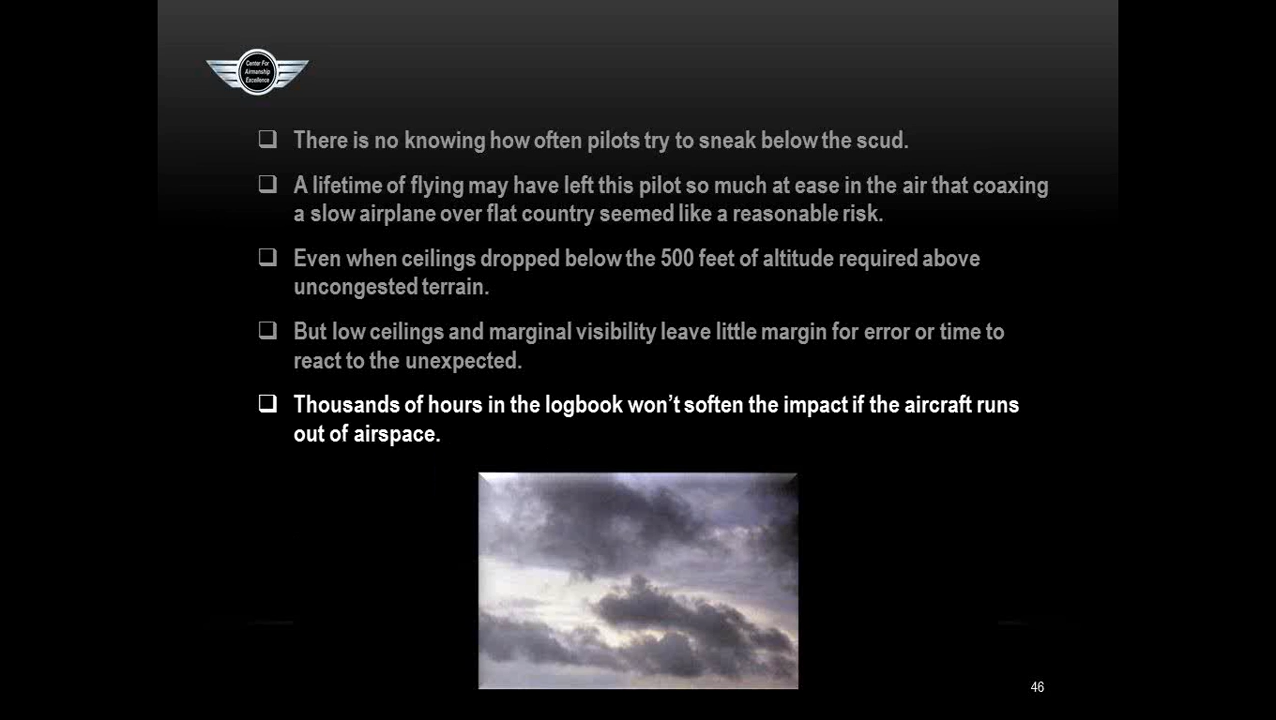 Center For
Airmanship
Excellence
There is no knowing how often pilots try to sneak below the scud.
A lifetime of flying may have left this pilot so much at ease in the air that coaxing
a slow airplane over flat country seemed like a reasonable risk.
Even when ceilings dropped below the 500 feet of altitude required above
uncongested terrain.
But low ceilings and marginal visibility leave little margin for error or time to
react to the unexpected.
Thousands of hours in the logbook won’t soften the impact if the aircraft runs
out of airspace.
46